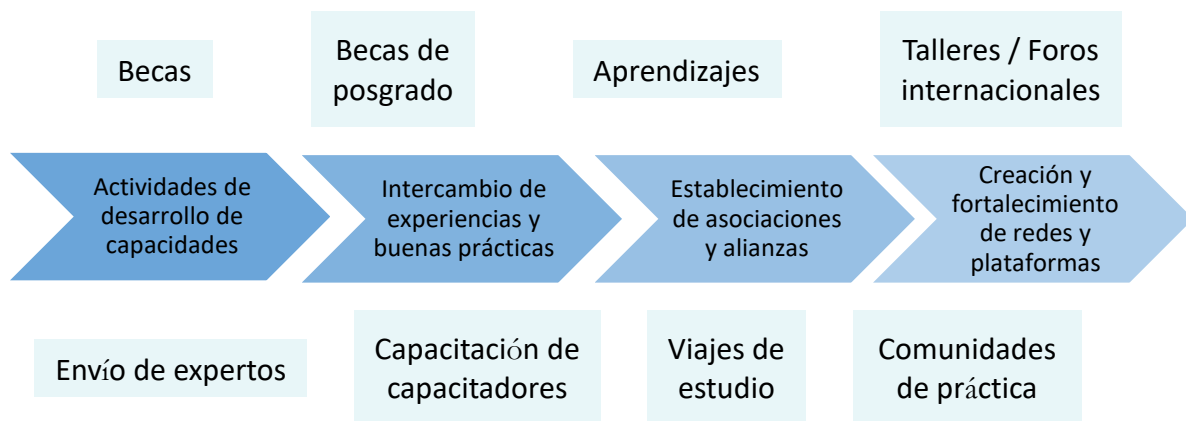 Becas
Becas de
posgrado
Aprendizajes
Talleres / Foros
internacionales
Actividades de
desarrollo de
capacidades
Intercambio de
experiencias y
buenas prácticas
Establecimiento
de asociaciones
y alianzas
Creación y
fortalecimiento
de redes y
plataformas
Envío de expertos
Capacitación de
capacitadores
Viajes de
estudio
Comunidades
de práctica